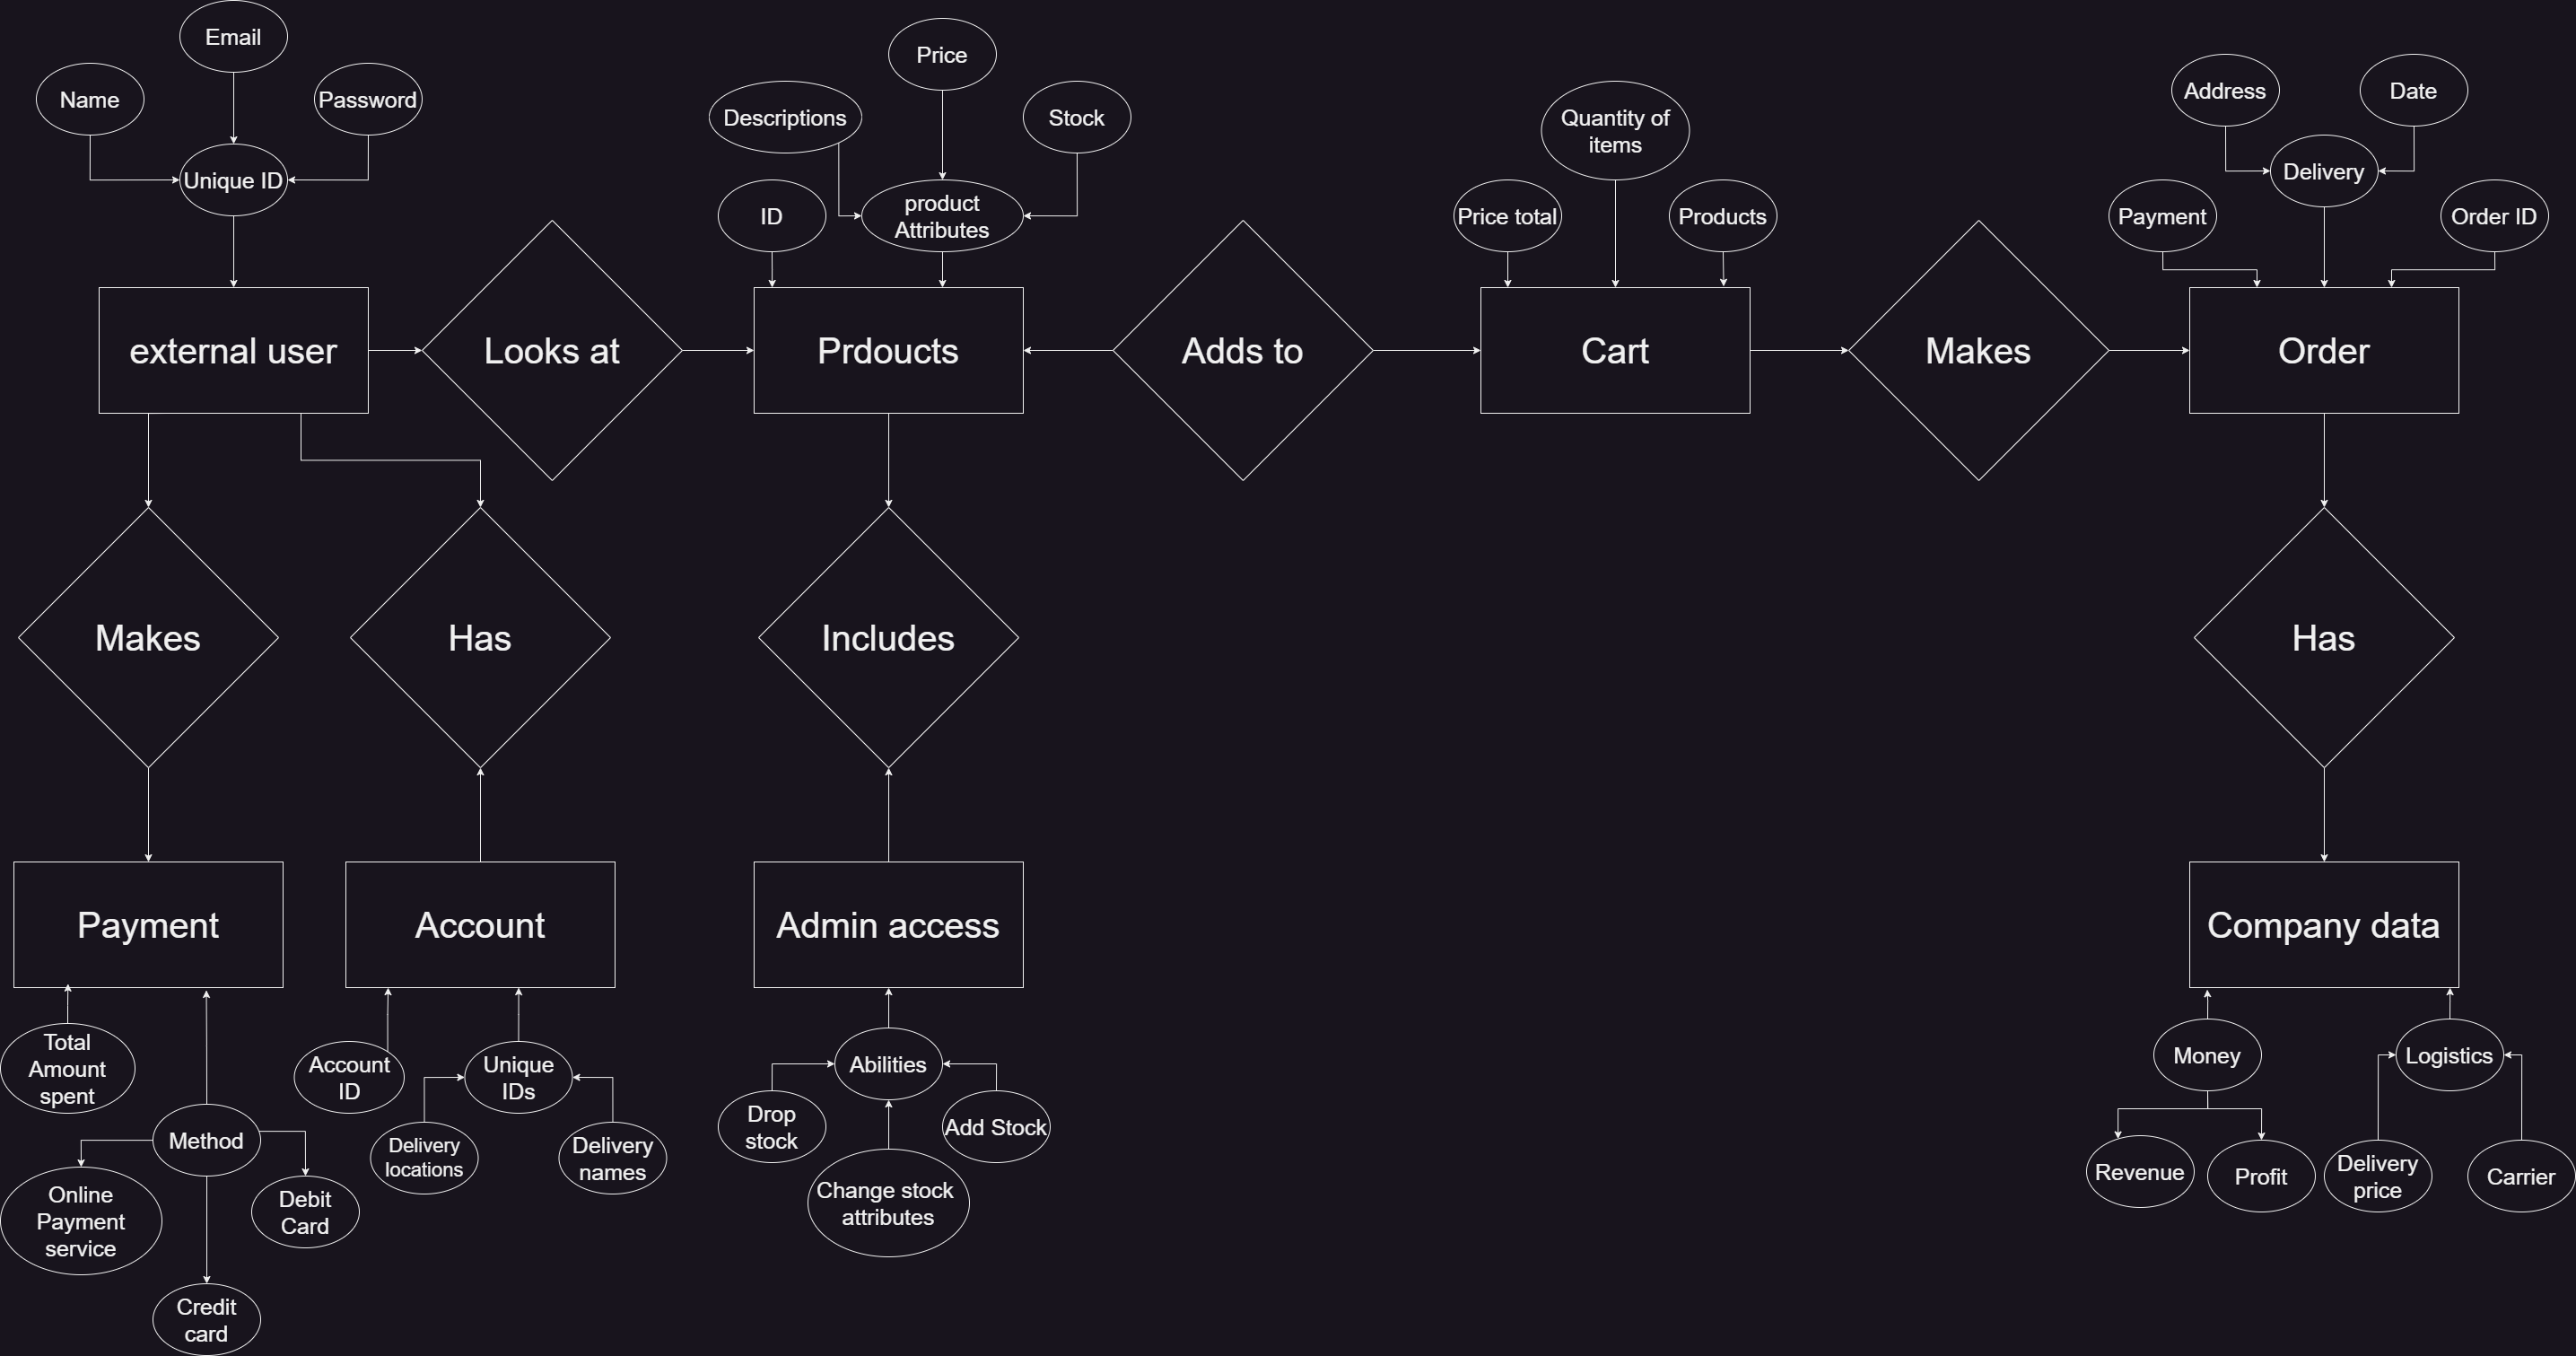 Email
Name
Password
Unique ID
Price
Descriptions
Stock
ID
product
Attributes
Quantity of
items
Price total
Products
Address
Date
Delivery
Payment
Order ID
external user
Looks at
Prdoucts
Adds to
Cart
Makes
Order
Makes
Has
Includes
Has
Payment
Account
Admin access
Company data
Total
Amount
spent
Method
Online
Payment
service
Debit
Card
Credit
card
Account
ID
Unique
IDs
Delivery
locations
Delivery
names
Abilities
Drop
stock
Add Stock
Change stock
attributes
Money
Logistics
Revenue
Profit
Delivery
price
Carrier